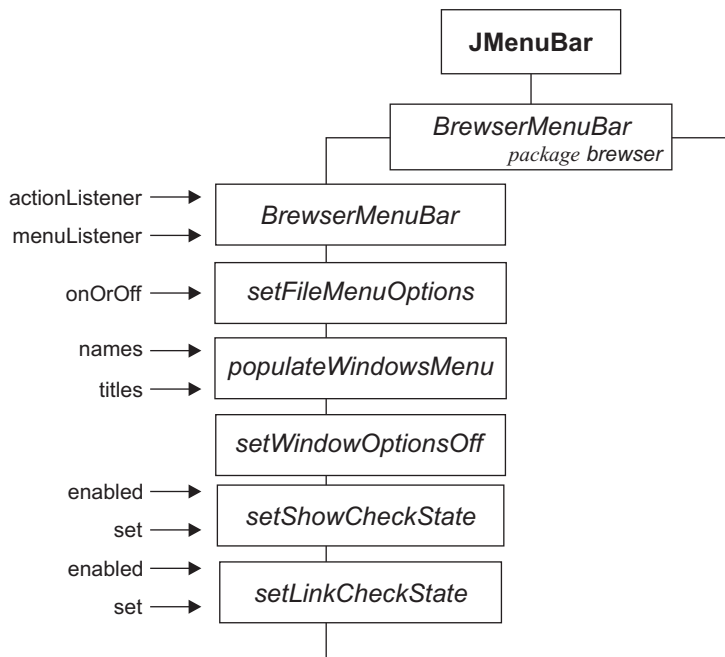 JMenuBar
BrewserMenuBar
package brewser
actionListener
menuListener
BrewserMenuBar
onOrOff
setFileMenuOptions
names
titles
populateWindowsMenu
setWindowOptionsOff
enabled
set
setShowCheckState
enabled
set
setLinkCheckState